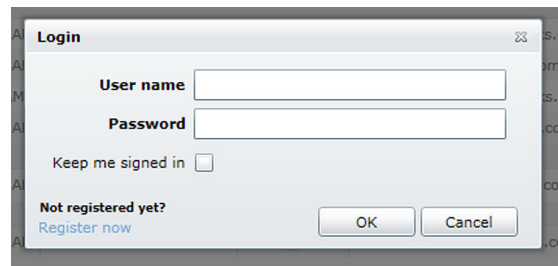 Login
User name
Password
Keep me signed in
Not registered yet?
Register now
OK
Cancel